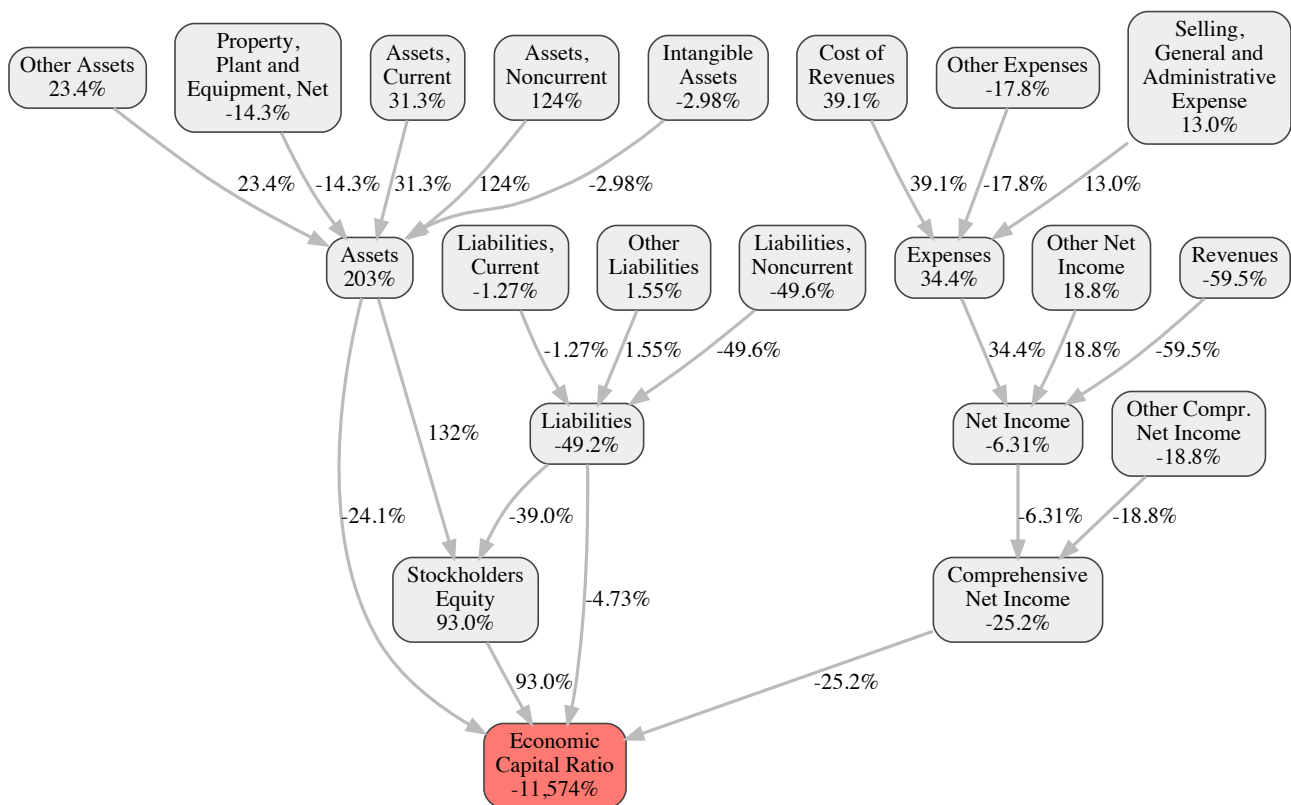 Other Assets
23.4%
Property,
Plant and
Equipment, Net
-14.3%
Assets,
Current
31.3%
Assets,
Noncurrent
124%
Intangible
Assets
-2.98%
Cost of
Revenues
39.1%
Other Expenses
-17.8%
Selling,
General and
Administrative
Expense
13.0%
23.4%
-14.3%
31.3%
124%
-2.98%
39.1%
-17.8%
13.0%
Assets
203%
Liabilities,
Current
-1.27%
Other
Liabilities
1.55%
Liabilities,
Noncurrent
-49.6%
Expenses
34.4%
Other Net
Income
18.8%
Revenues
-59.5%
-1.27%
1.55%
-49.6%
34.4%
18.8%
-59.5%
132%
Liabilities
-49.2%
Net Income
-6.31%
Other Compr.
Net Income
-18.8%
-24.1%
-39.0%
-6.31%
-18.8%
Stockholders
Equity
93.0%
-4.73%
Comprehensive
Net Income
-25.2%
93.0%
-25.2%
Economic
Capital Ratio
-11,574%